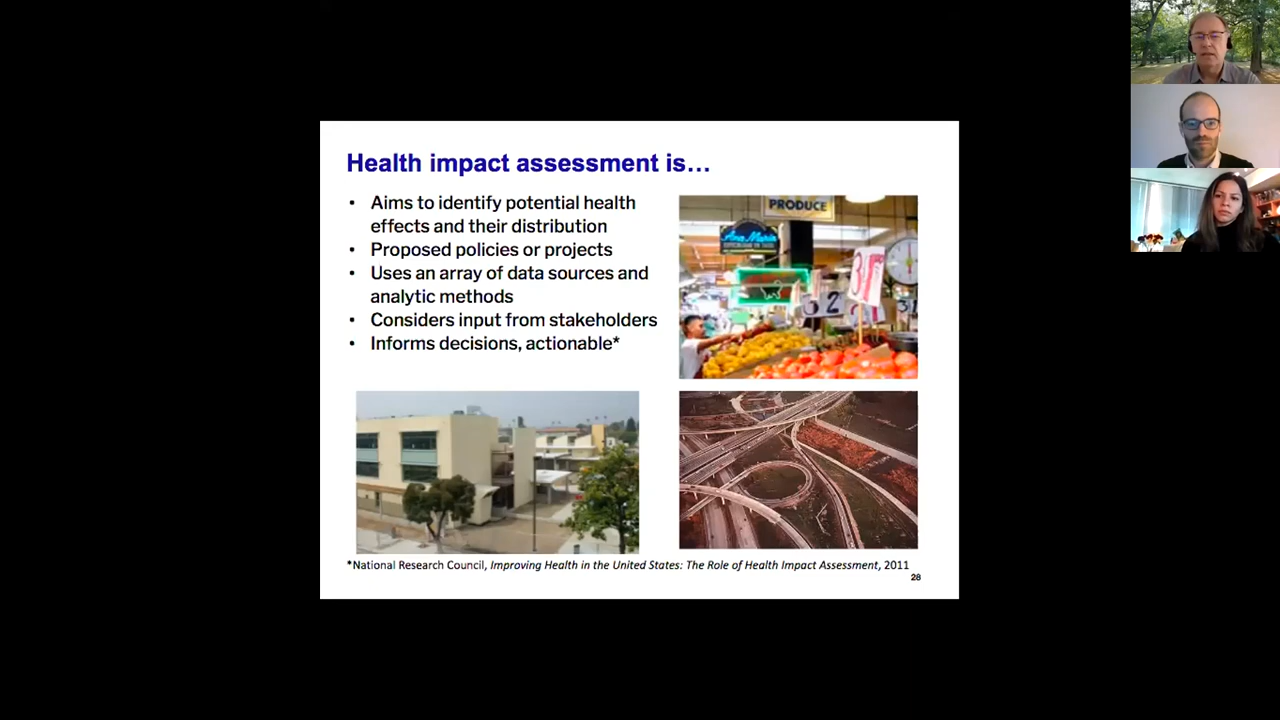 Health impact assessment is…
• Aims to identify potential health
effects and their distribution
• Proposed policies or projects
• Uses an array of data sources and
analytic methods
• Considers input from stakeholders
• Informs decisions, actionable*
PRODUCE
Ana Maria
*National Research Council, Improving Health in the United States: The Role of Health Impact Assessment, 2011
28